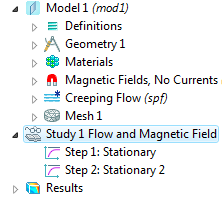 Model 1 (mod1)
Definitions
Geometry 1
Materials
Magnetic Fields, No Currents
Creeping Flow (spf)
Mesh 1
Study 1 Flow and Magnetic Field
Step 1: Stationary
Step 2: Stationary 2
Results